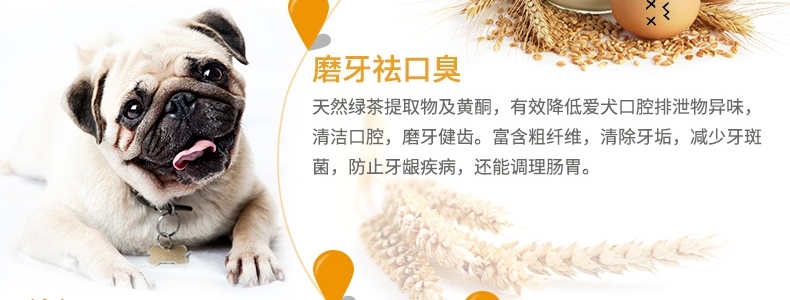 磨牙祛口臭
天然绿茶提取物及黄酮，有效降低爱犬口腔排泄物异味，
清洁口腔，磨牙健齿。富含粗纤维，清除牙垢，减少牙斑
菌，防止牙龈疾病，还能调理肠胃。